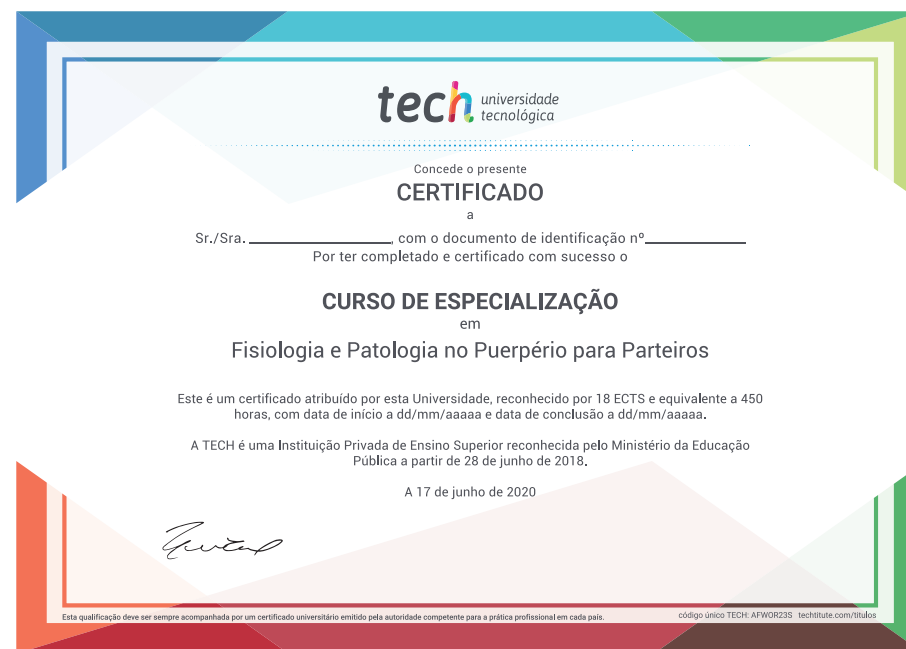 tech universidade
tecnológica
Concede o presente
CERTIFICADO
a
Sr./Sra. ____________________, com o documento de identificação nº______________
Por ter completado e certificado com sucesso o
CURSO DE ESPECIALIZAÇÃO
em
Fisiologia e Patologia no Puerpério para Parteiros
Este é um certificado atribuído por esta Universidade, reconhecido por 18 ECTS e equivalente a 450
horas, com data de início a dd/mm/aaaaa e data de conclusão a dd/mm/aaaaa.
A TECH é uma Instituição Privada de Ensino Superior reconhecida pelo Ministério da Educação
Pública a partir de 28 de junho de 2018.
A 17 de junho de 2020
Esta qualificação deve ser sempre acompanhada por um certificado universitário emitido pela autoridade competente para a prática profissional em cada país.
código único TECH: AFWOR23S techtitute.com/titulos